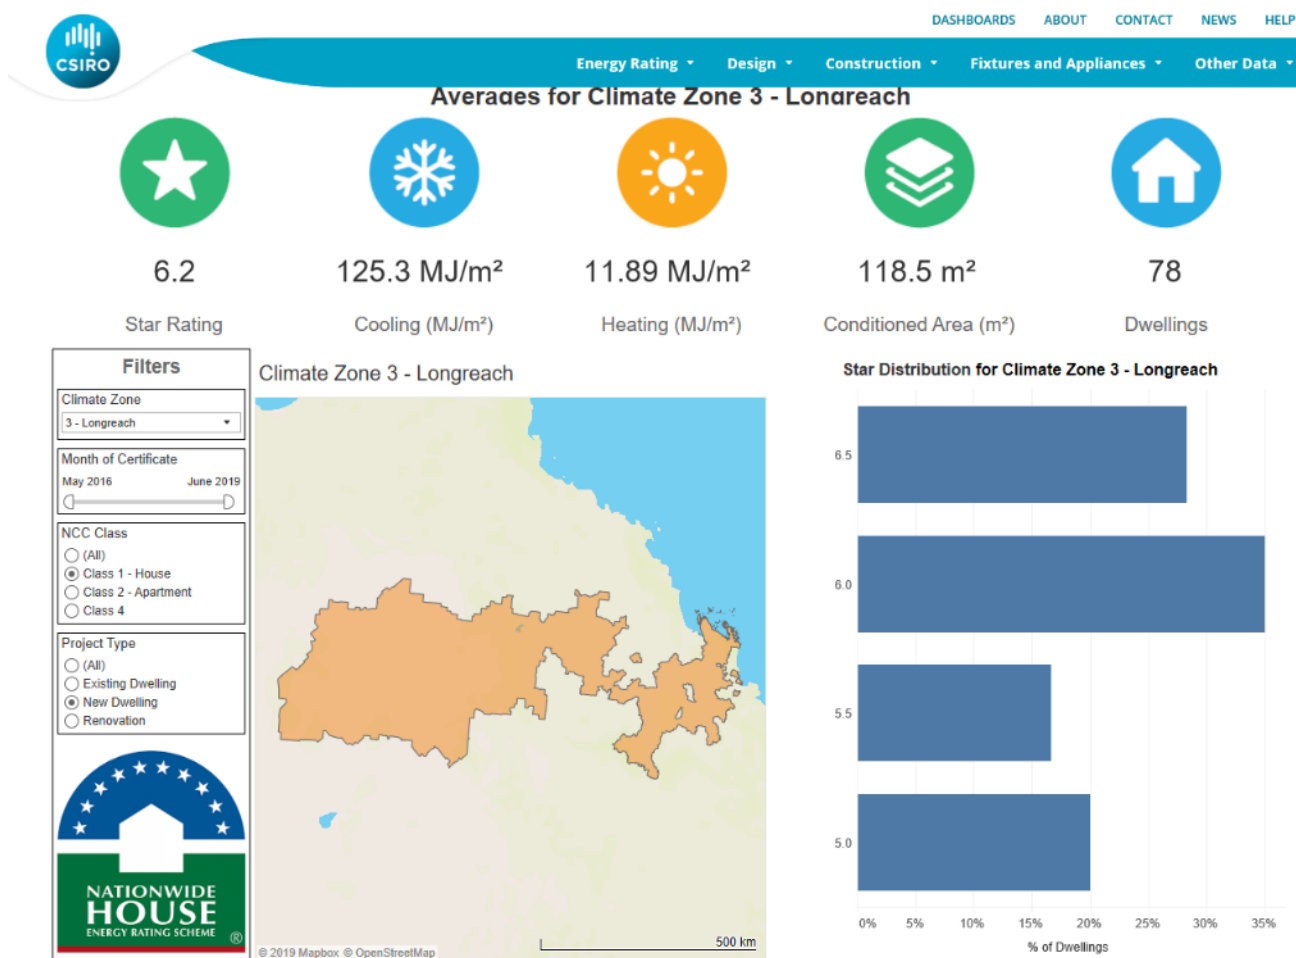 CSIRO
DASHBOARDS ABOUT CONTACT NEWS HELP
Energy Rating Design Construction Fixtures and Appliances Other Data
Averages for Climate Zone 3 - Longreach
6.2 125.3 MJ/m² 11.89 MJ/m² 118.5 m² 78
Star Rating Cooling (MJ/m²) Heating (MJ/m²) Conditioned Area (m²) Dwellings
Filters
Climate Zone
3 - Longreach
Month of Certificate
May 2016 June 2019
NCC Class
(All)
Class 1 - House
Class 2 - Apartment
Class 4
Project Type
(All)
Existing Dwelling
New Dwelling
Renovation
NATIONWIDE
HOUSE
ENERGY RATING SCHEME ®
Climate Zone 3 - Longreach
500 km
© 2019 Mapbox © OpenStreetMap
Star Distribution for Climate Zone 3 - Longreach
6.5
6.0
5.5
5.0
0% 5% 10% 15% 20% 25% 30% 35%
% of Dwellings